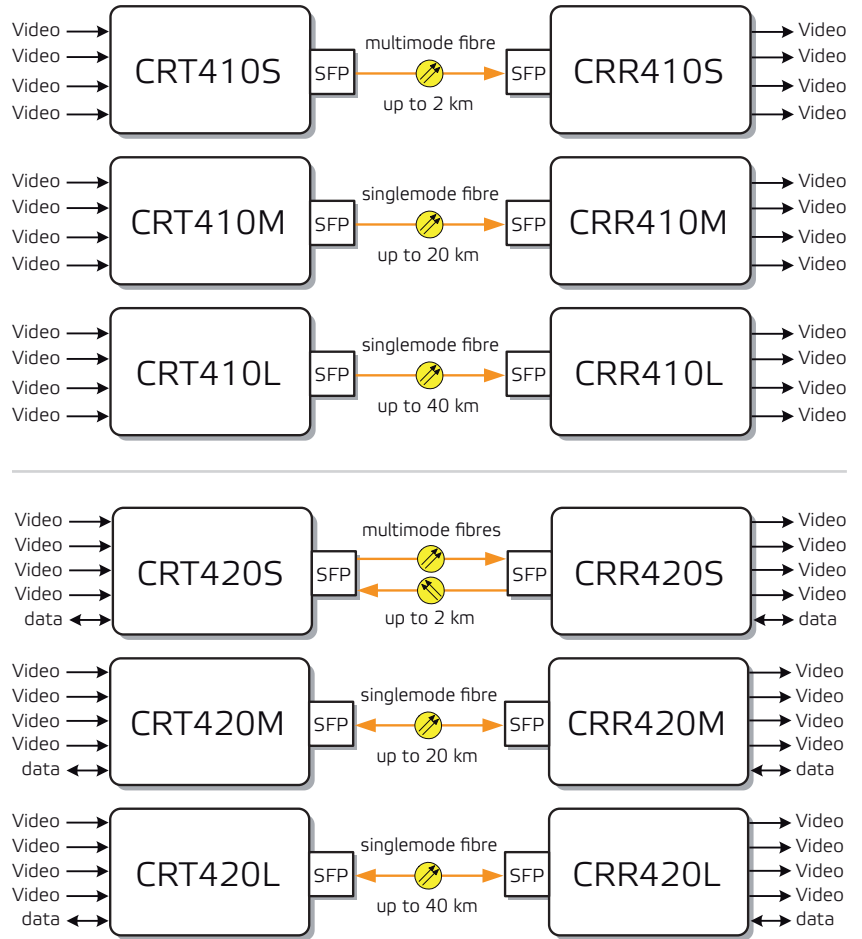 Video
Video
Video
Video
CRT410S
SFP
multimode fibre
up to 2 km
SFP
CRR410S
Video
Video
Video
Video
Video
Video
Video
Video
CRT410M
SFP
singlemode fibre
up to 20 km
SFP
CRR410M
Video
Video
Video
Video
Video
Video
Video
Video
CRT410L
SFP
singlemode fibre
up to 40 km
SFP
CRR410L
Video
Video
Video
Video
Video
Video
Video
Video
data
CRT420S
SFP
multimode fibres
up to 2 km
SFP
CRR420S
Video
Video
Video
Video
data
Video
Video
Video
Video
data
CRT420M
SFP
singlemode fibre
up to 20 km
SFP
CRR420M
Video
Video
Video
Video
data
Video
Video
Video
Video
data
CRT420L
SFP
singlemode fibre
up to 40 km
SFP
CRR420L
Video
Video
Video
Video
data